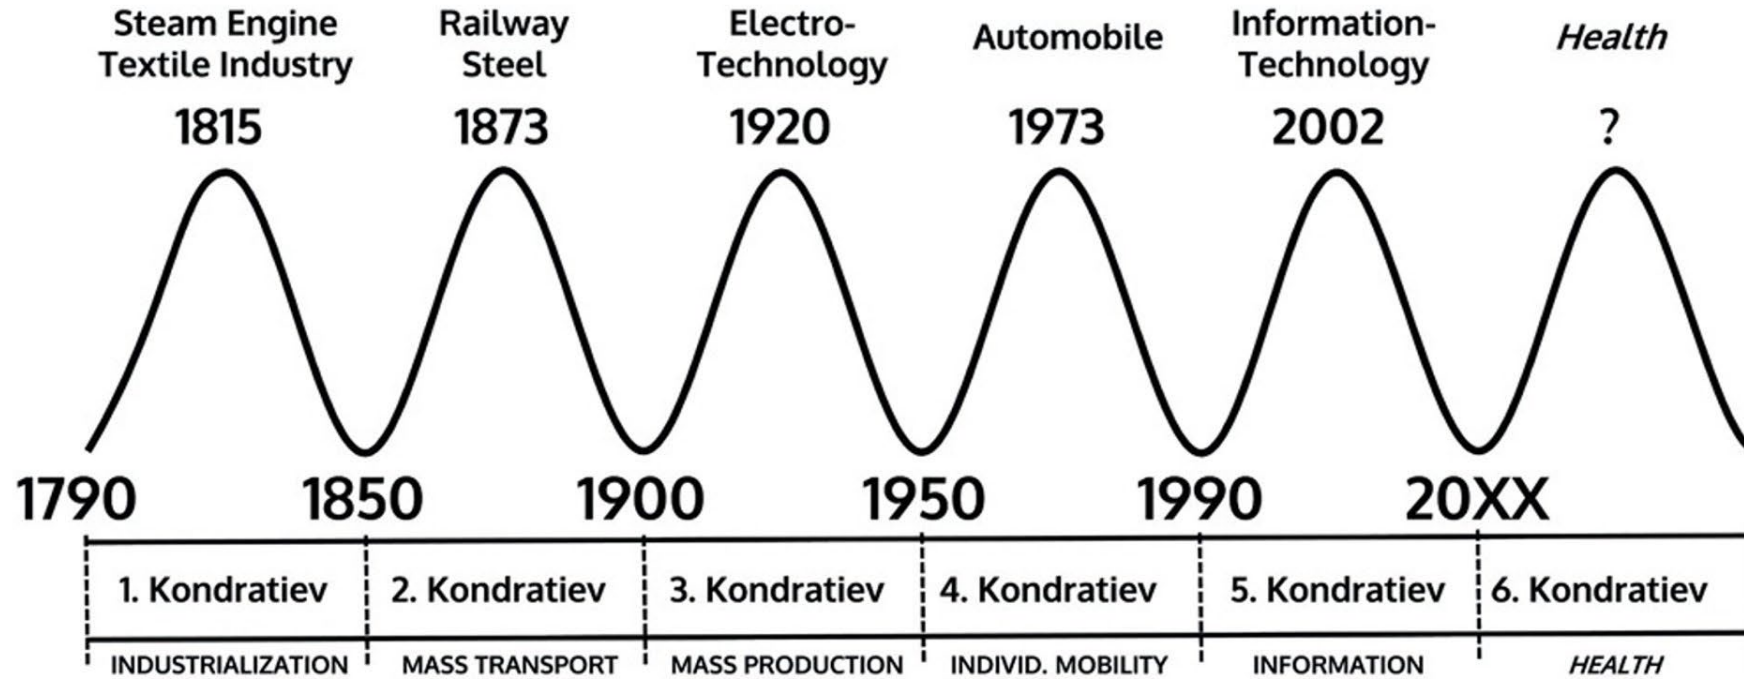 Steam Engine
Textile Industry
1815
Railway
Steel
1873
Electro-
Technology
1920
Automobile
1973
Information-
Technology
2002
Health
?
1790
1850
1900
1950
1990
20XX
1. Kondratiev
2. Kondratiev
3. Kondratiev
4. Kondratiev
5. Kondratiev
6. Kondratiev
INDUSTRIALIZATION
MASS TRANSPORT
MASS PRODUCTION
INDIVID. MOBILITY
INFORMATION
HEALTH